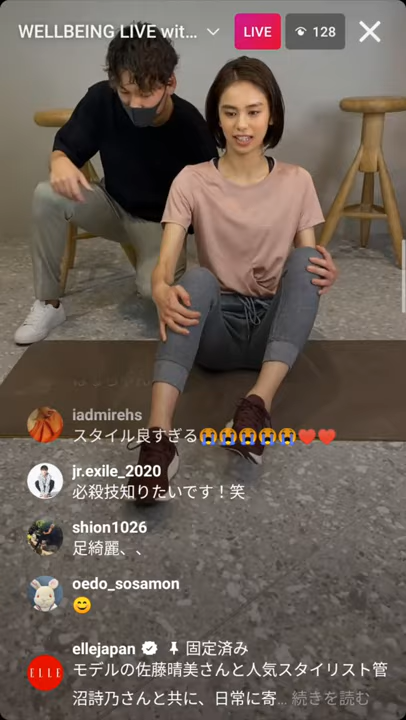 WELLBEING LIVE wit...
LIVE
128
iadmirehs
スタイル良すぎる😭😭😭😭😭❤️❤️
jr.exile_2020
必殺技知りたいです！笑
shion1026
足綺麗、、
oedo_sosamon
😊
ellejapan 固定済み
ELLE
モデルの佐藤晴美さんと人気スタイリスト管
沼詩乃さんと共に、日常に寄... 続きを読む